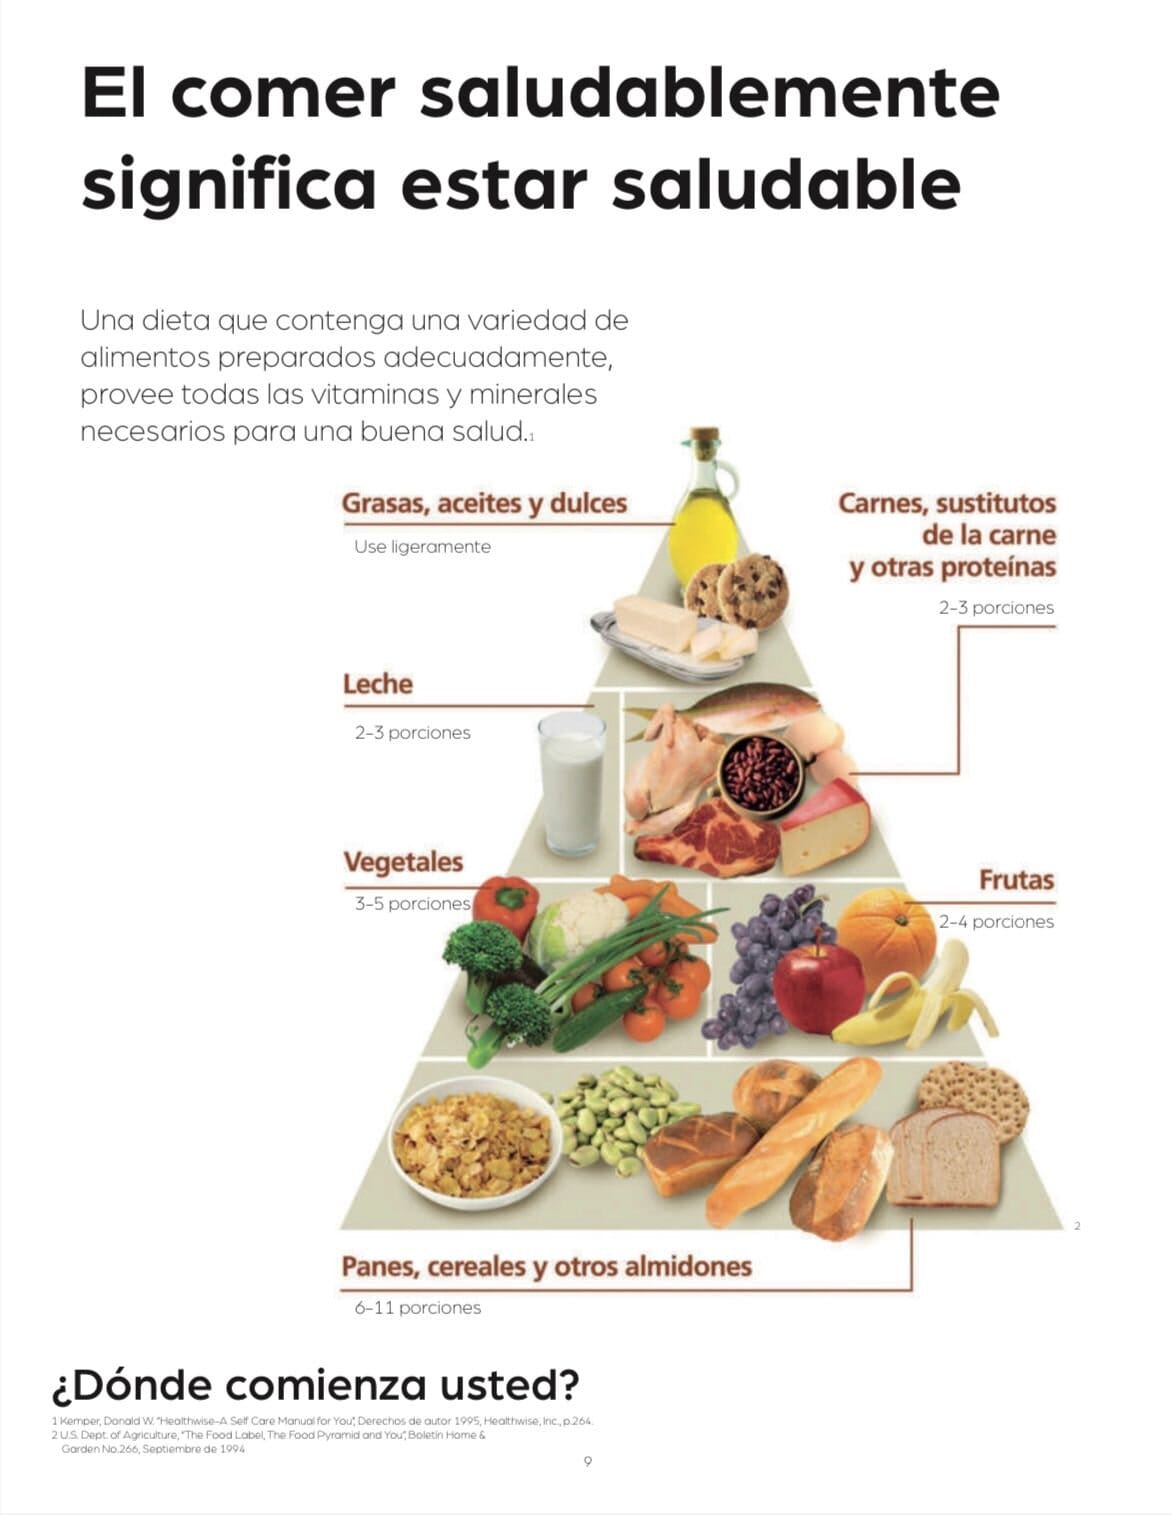 El comer saludablemente
significa estar saludable
Una dieta que contenga una variedad de
alimentos preparados adecuadamente,
provee todas las vitaminas y minerales
necesarios para una buena salud.1
Grasas, aceites y dulces
Use ligeramente
Carnes, sustitutos
de la carne
y otras proteínas
2-3 porciones
Leche
2-3 porciones
Vegetales
3-5 porciones
Frutas
2-4 porciones
2
Panes, cereales y otros almidones
6-11 porciones
¿Dónde comienza usted?
1 Kemper, Donald W. "Healthwise-A Self Care Manual for You", Derechos de autor 1995, Healthwise, Inc., p.264.
2 U.S. Dept. of Agriculture, "The Food Label, The Food Pyramid and You", Boletín Home &
Garden No.266, Septiembre de 1994
9